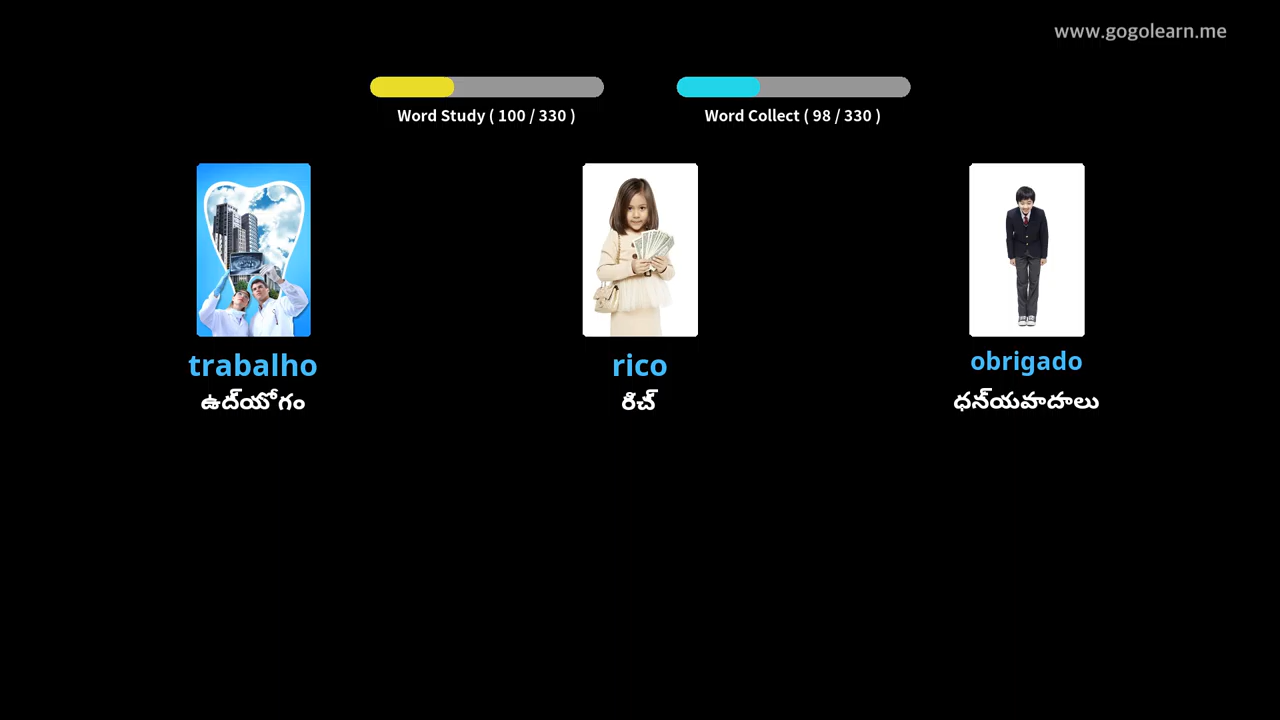 www.gogolearn.me
Word Study ( 100 / 330 )
Word Collect ( 98 / 330 )
trabalho
ఉద్‌యోగం
rico
రిచ్
obrigado
ధన్‌యవాదాలు